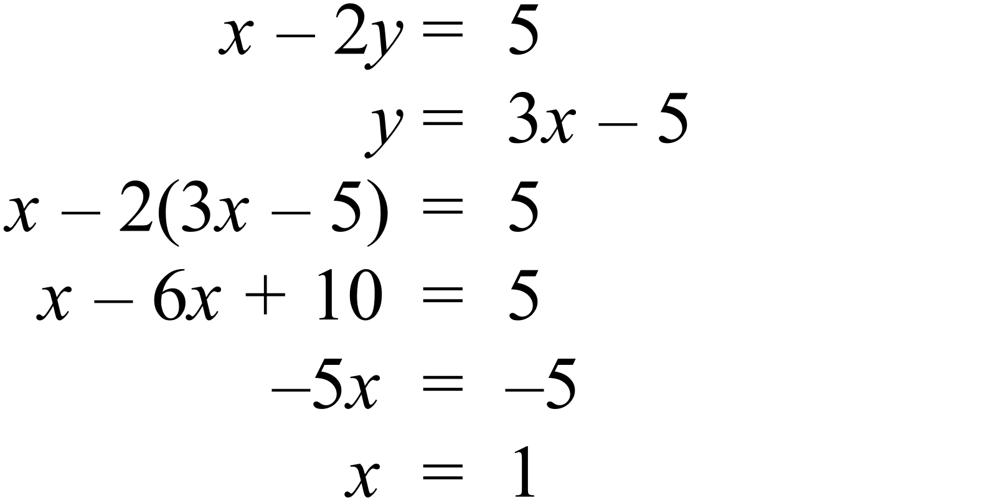 x – 2y = 5
y = 3x – 5
x – 2(3x – 5) = 5
x – 6x + 10 = 5
–5x = –5
x = 1